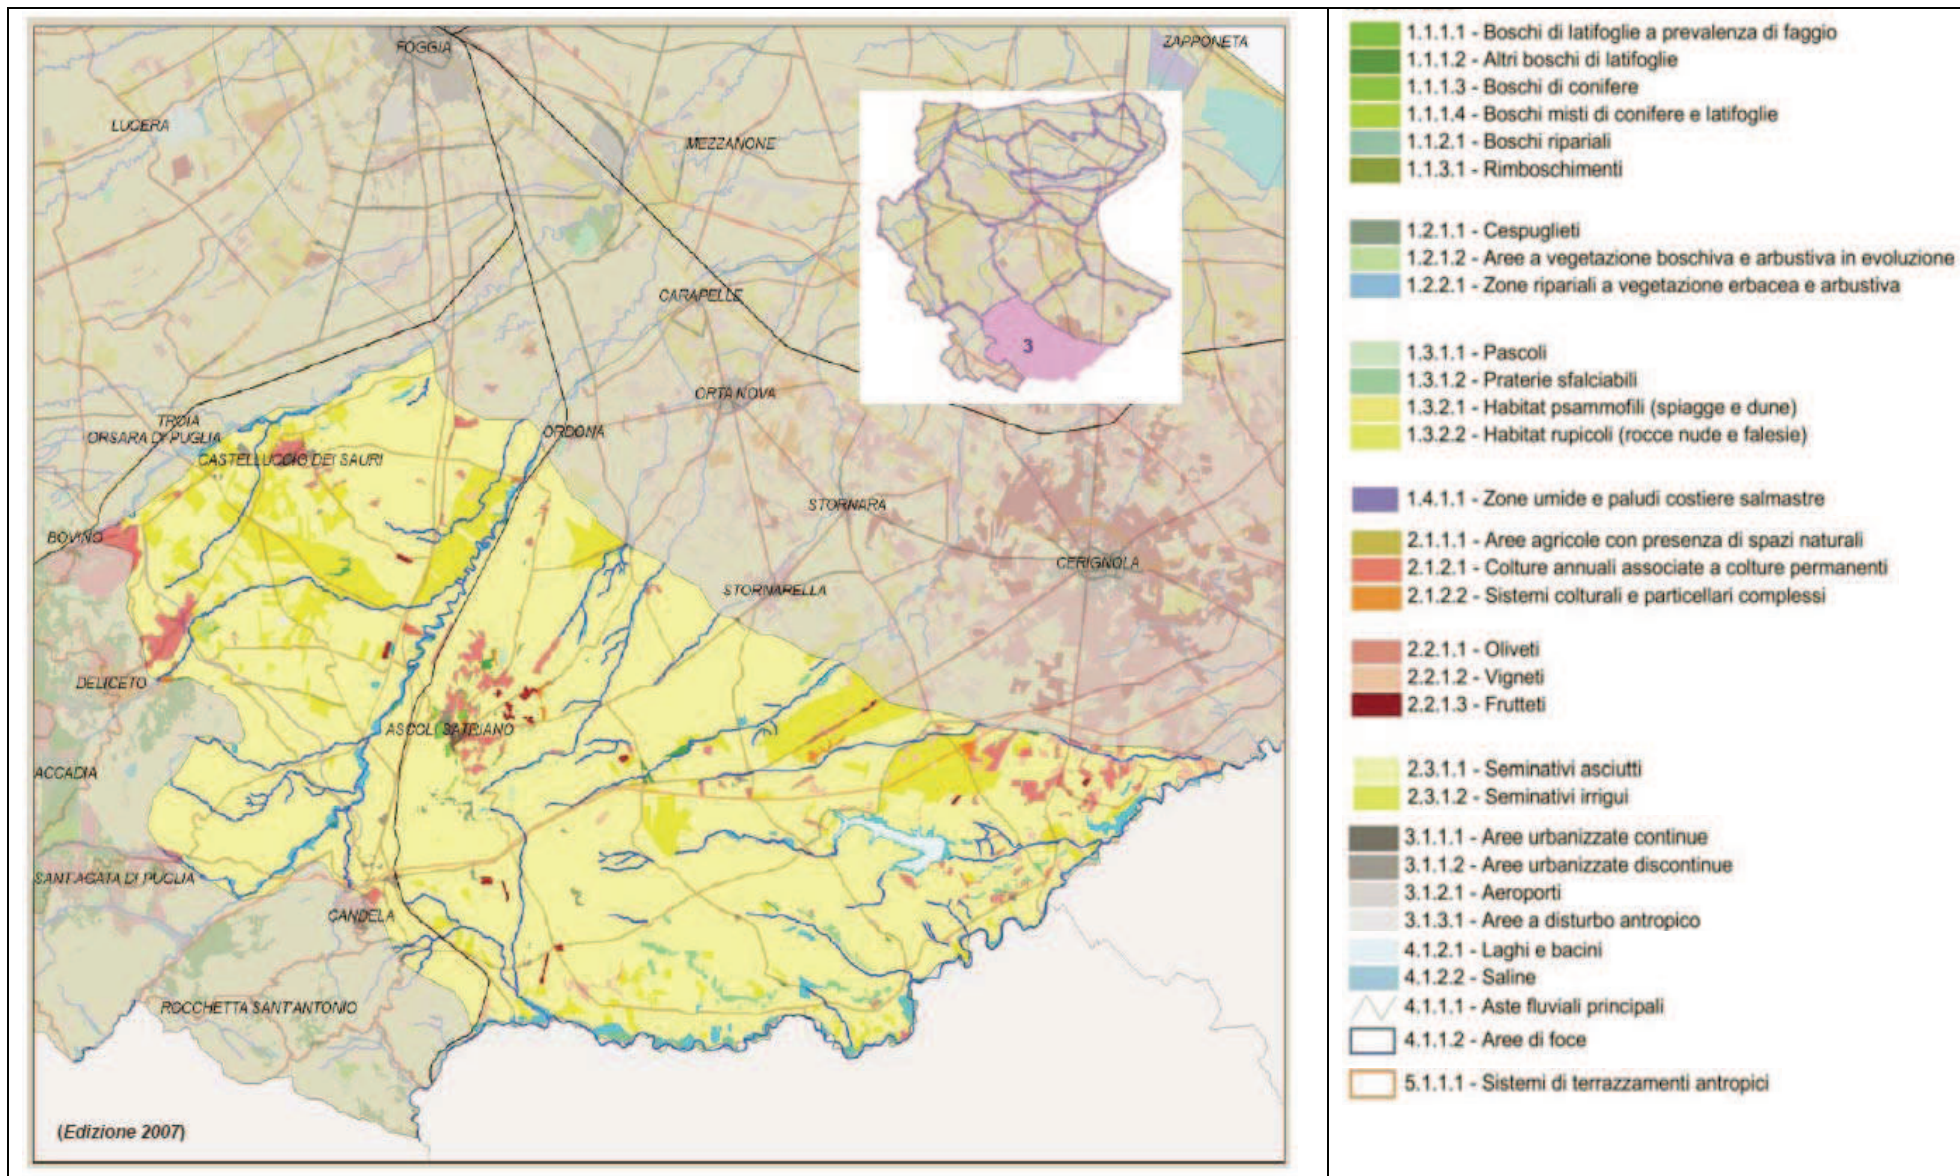 FOGGIA
ZAPPONETA
LUCERA
MEZZANONE
CARAPELLE
3
ORTA NOVA
TROIA
ORSARA DI PUGLIA
ORDONA
CASTELLUCCIO DEI SAURI
STORNARA
BOVINO
CERIGNOLA
STORNARELLA
DELICETO
ASCOLI SATRIANO
ACCADIA
SANT'AGATA DI PUGLIA
CANDELA
ROCCHETTA SANT'ANTONIO
(Edizione 2007)
1.1.1.1 - Boschi di latifoglie a prevalenza di faggio
1.1.1.2 - Altri boschi di latifoglie
1.1.1.3 - Boschi di conifere
1.1.1.4 - Boschi misti di conifere e latifoglie
1.1.2.1 - Boschi ripariali
1.1.3.1 - Rimboschimenti
1.2.1.1 - Cespuglieti
1.2.1.2 - Aree a vegetazione boschiva e arbustiva in evoluzione
1.2.2.1 - Zone ripariali a vegetazione erbacea e arbustiva
1.3.1.1 - Pascoli
1.3.1.2 - Praterie sfalciabili
1.3.2.1 - Habitat psammofili (spiagge e dune)
1.3.2.2 - Habitat rupicoli (rocce nude e falesie)
1.4.1.1 - Zone umide e paludi costiere salmastre
2.1.1.1 - Aree agricole con presenza di spazi naturali
2.1.2.1 - Colture annuali associate a colture permanenti
2.1.2.2 - Sistemi colturali e particellari complessi
2.2.1.1 - Oliveti
2.2.1.2 - Vigneti
2.2.1.3 - Frutteti
2.3.1.1 - Seminativi asciutti
2.3.1.2 - Seminativi irrigui
3.1.1.1 - Aree urbanizzate continue
3.1.1.2 - Aree urbanizzate discontinue
3.1.2.1 - Aeroporti
3.1.3.1 - Aree a disturbo antropico
4.1.2.1 - Laghi e bacini
4.1.2.2 - Saline
4.1.1.1 - Aste fluviali principali
4.1.1.2 - Aree di foce
5.1.1.1 - Sistemi di terrazzamenti antropici